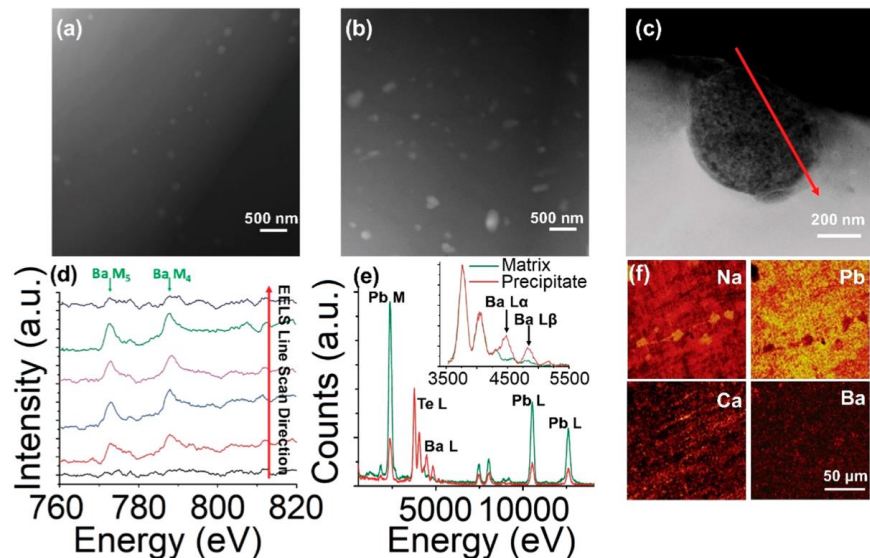 (a)
500 nm
(b)
500 nm
(c)
200 nm
(d)
Ba M5
Ba M4
EELS Line Scan Direction
Intensity (a.u.)
760 780 800 820
Energy (eV)
(e)
Matrix
Precipitate
Pb M
Ba Lα
Ba Lβ
3500 4500 5500
Te L
Ba L
Pb L
Pb L
Counts (a.u.)
5000 10000
Energy (eV)
(f)
Na
Pb
Ca
Ba
50 μm